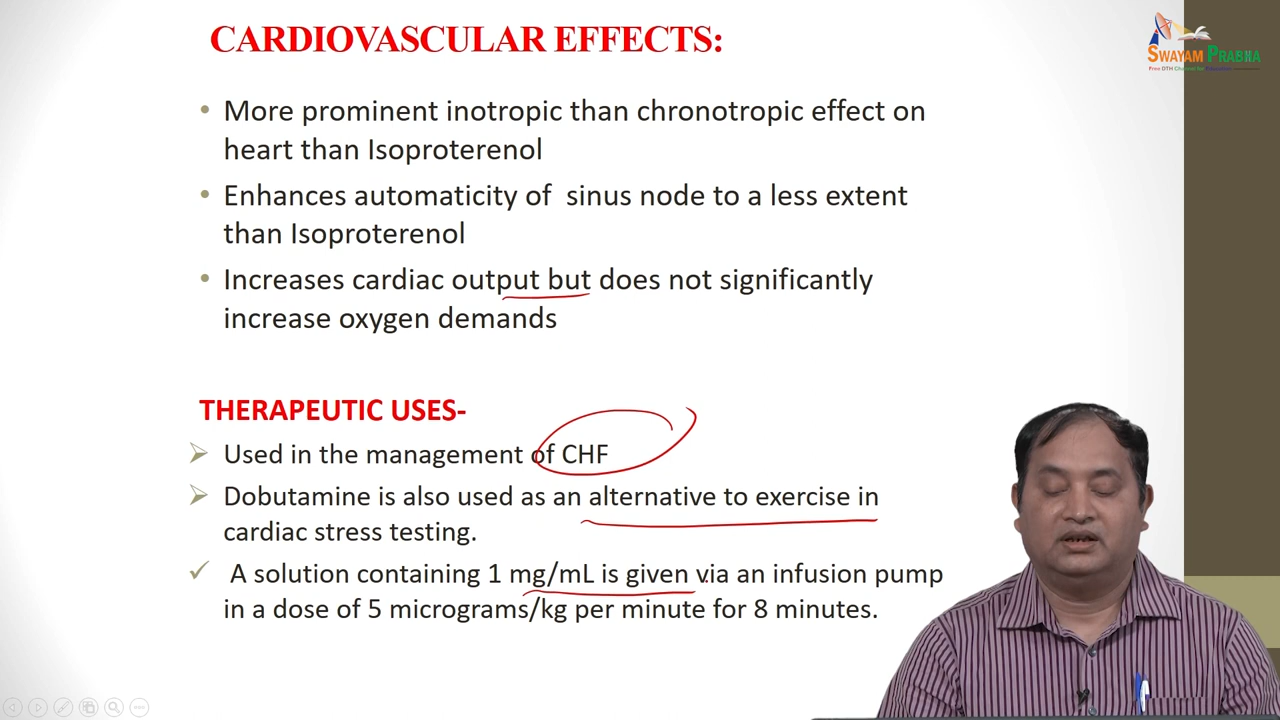 CARDIOVASCULAR EFFECTS:
SWAYAM PRABHA
• More prominent inotropic than chronotropic effect on
heart than Isoproterenol
• Enhances automaticity of sinus node to a less extent
than Isoproterenol
• Increases cardiac output but does not significantly
increase oxygen demands
THERAPEUTIC USES-
Used in the management of CHF
Dobutamine is also used as an alternative to exercise in
cardiac stress testing.
✓ A solution containing 1 mg/mL is given via an infusion pump
in a dose of 5 micrograms/kg per minute for 8 minutes.